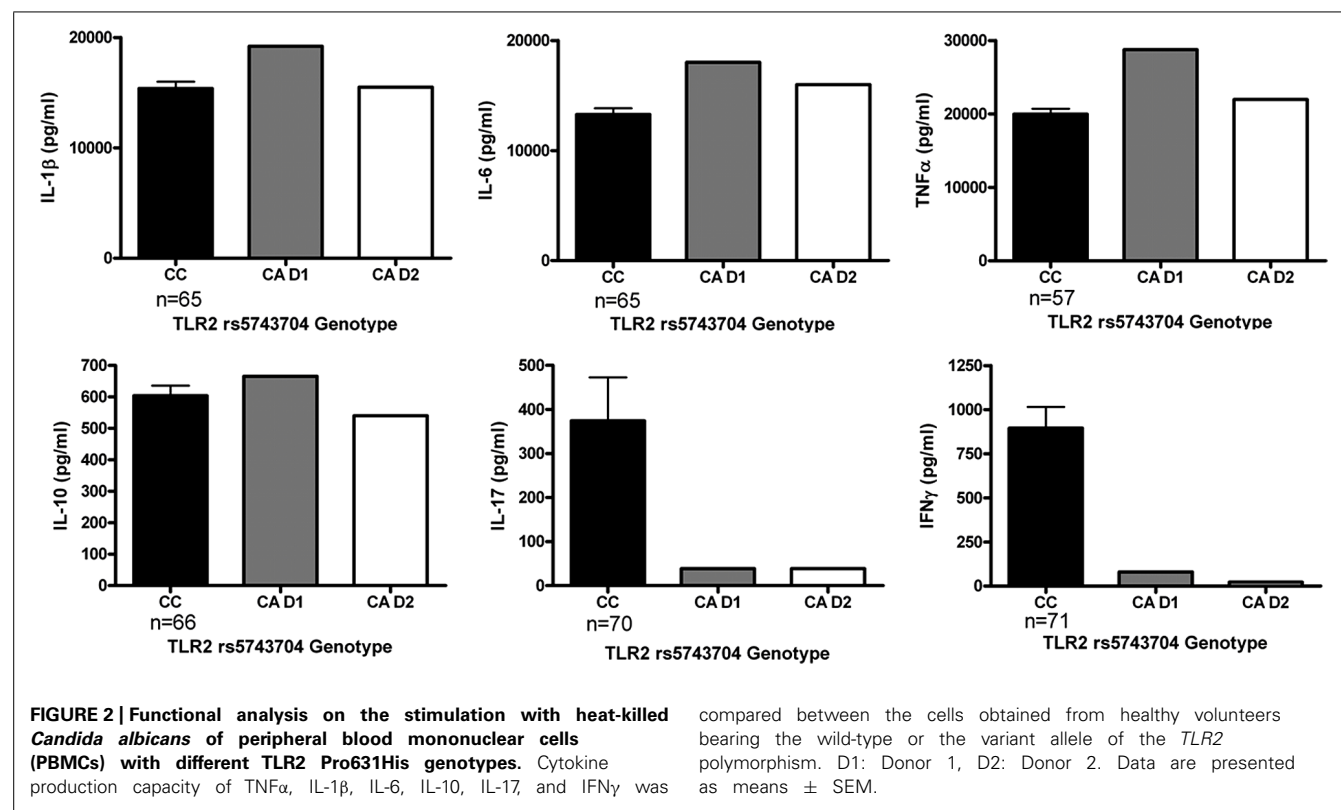 20000
10000
0
IL-1β (pg/ml)
CC
CA D1
CA D2
n=65
TLR2 rs5743704 Genotype
20000
10000
0
IL-6 (pg/ml)
CC
CA D1
CA D2
n=65
TLR2 rs5743704 Genotype
30000
20000
10000
0
TNFα (pg/ml)
CC
CA D1
CA D2
n=57
TLR2 rs5743704 Genotype
700
600
500
400
300
200
100
0
IL-10 (pg/ml)
CC
CA D1
CA D2
n=66
TLR2 rs5743704 Genotype
500
400
300
200
100
0
IL-17 (pg/ml)
CC
CA D1
CA D2
n=70
TLR2 rs5743704 Genotype
1250
1000
750
500
250
0
IFNγ (pg/ml)
CC
CA D1
CA D2
n=71
TLR2 rs5743704 Genotype
FIGURE 2 | Functional analysis on the stimulation with heat-killed
Candida albicans of peripheral blood mononuclear cells
(PBMCs) with different TLR2 Pro631His genotypes. Cytokine
production capacity of TNFα, IL-1β, IL-6, IL-10, IL-17, and IFNγ was
compared between the cells obtained from healthy volunteers
bearing the wild-type or the variant allele of the TLR2
polymorphism. D1: Donor 1, D2: Donor 2. Data are presented
as means ± SEM.